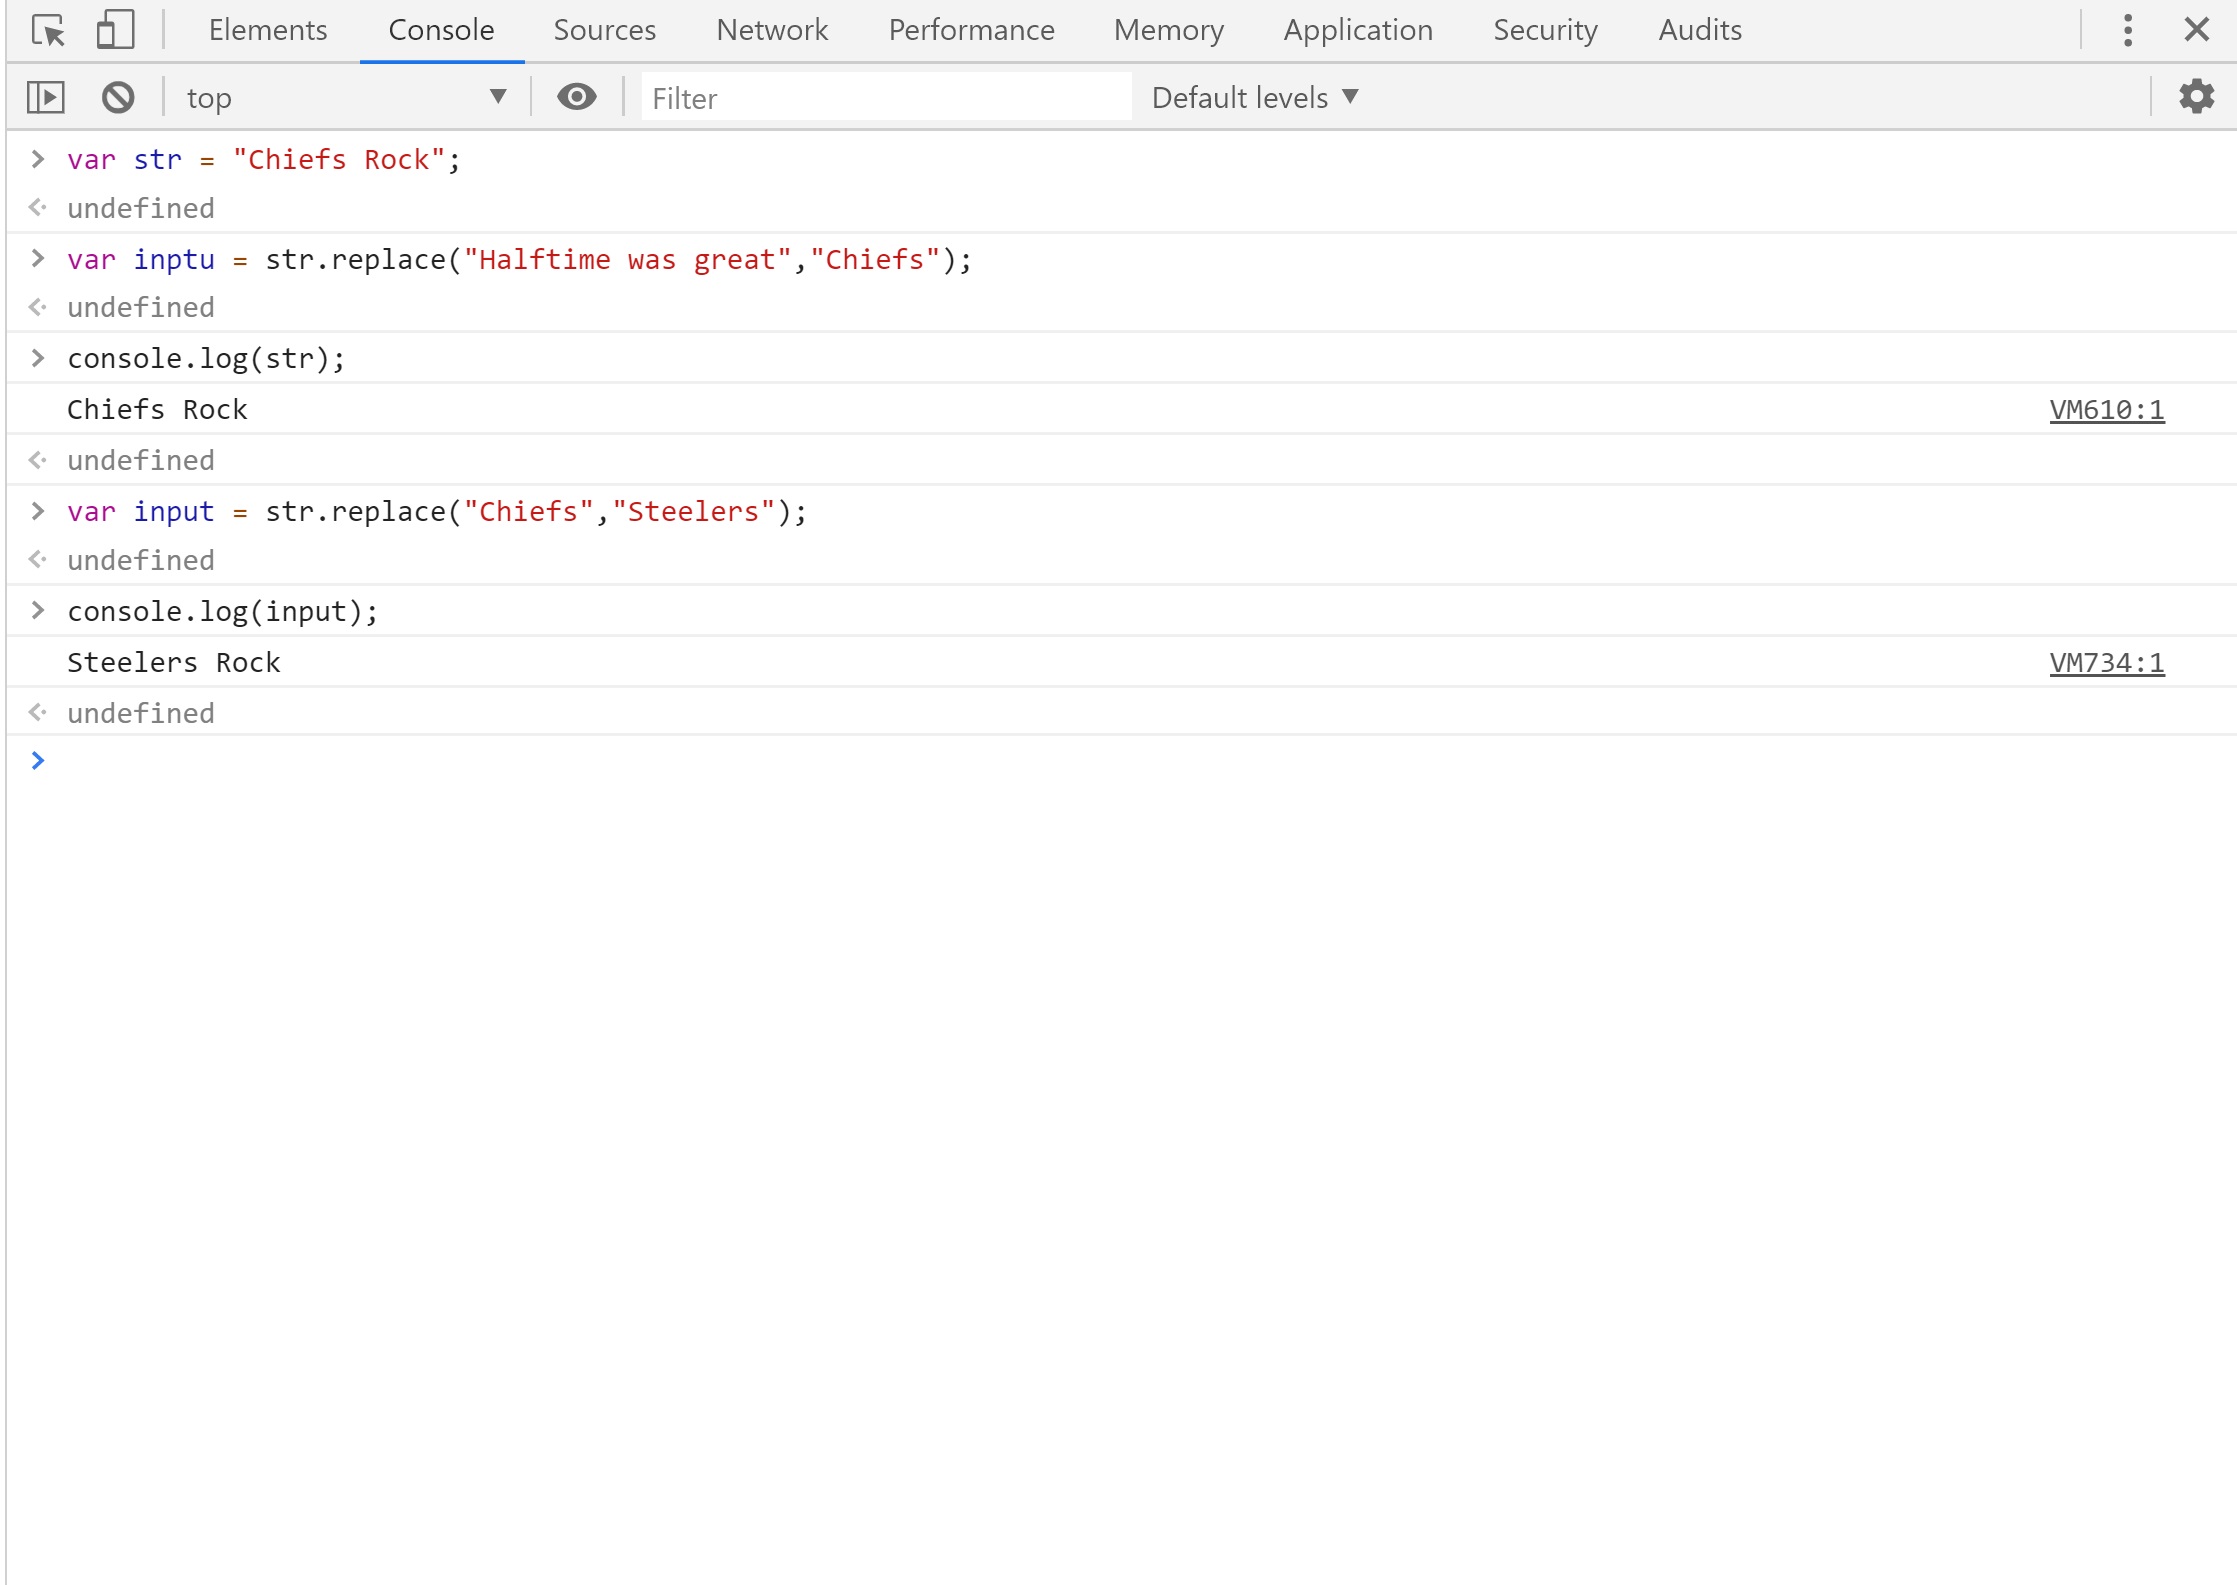 Elements Console Sources Network Performance Memory Application Security Audits
top Filter Default levels
var str = "Chiefs Rock";
undefined
var inptu = str.replace("Halftime was great","Chiefs");
undefined
console.log(str);
Chiefs Rock VM610:1
undefined
var input = str.replace("Chiefs","Steelers");
undefined
console.log(input);
Steelers Rock VM734:1
undefined